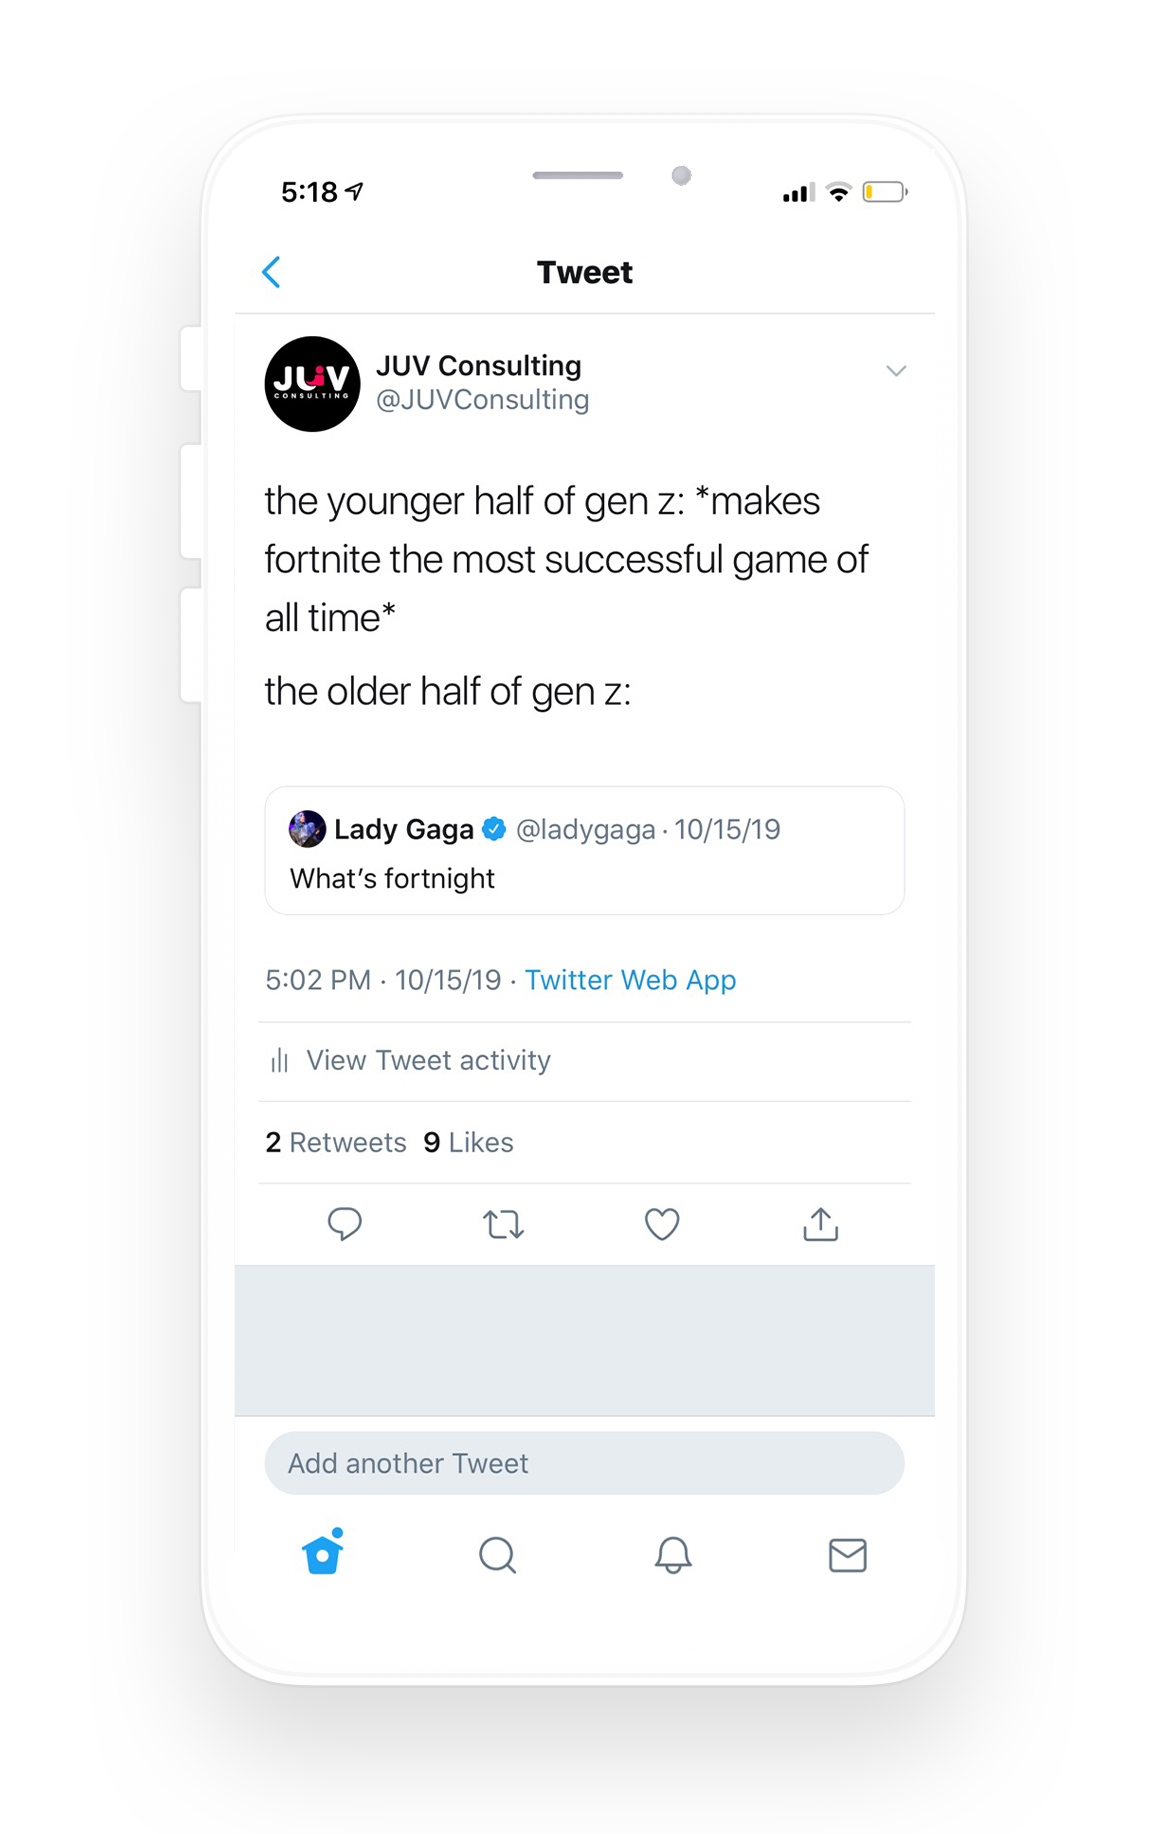 5:18
Tweet
JUV
CONSULTING
JUV Consulting
@JUVConsulting
the younger half of gen z: *makes
fortnite the most successful game of
all time*
the older half of gen z:
Lady Gaga @ladygaga · 10/15/19
What's fortnight
5:02 PM · 10/15/19 · Twitter Web App
View Tweet activity
2 Retweets 9 Likes
Add another Tweet